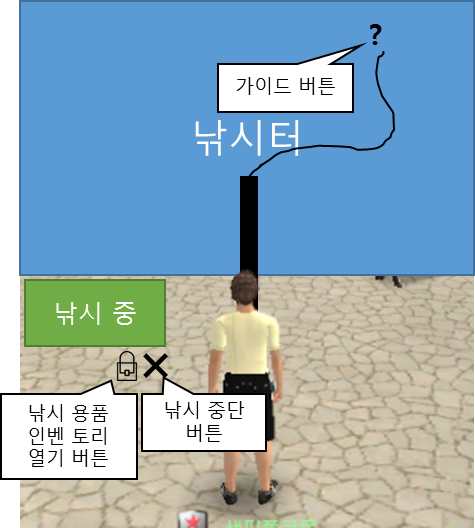 ?
가이드 버튼
낚시터
낚시 중
낚시 용품
인벤 토리
열기 버튼
낚시 중단
버튼